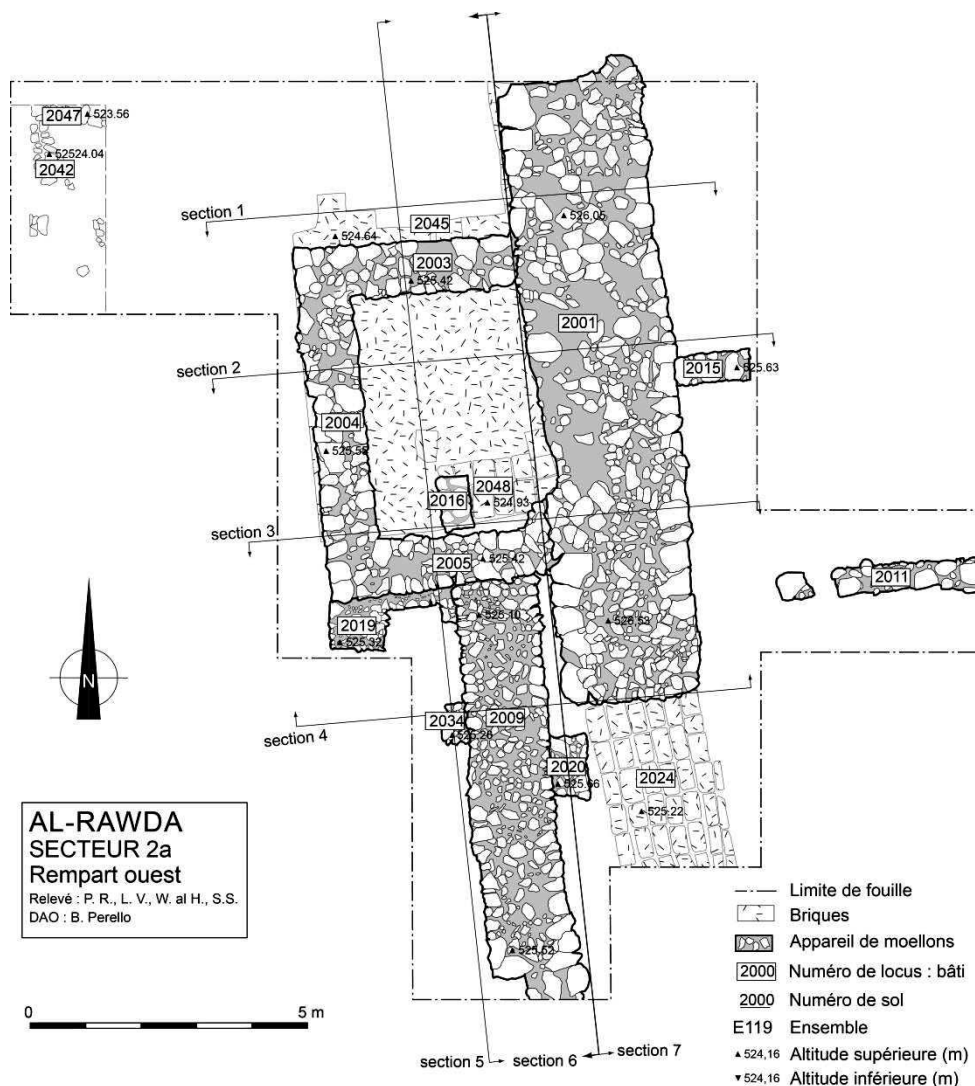 2047
523.56
52524.04
2042
section 1
2045
524.64
2003
525.42
526,05
2001
section 2
2015
525.63
2004
525.55
2048
2016
524.93
section 3
2005
525.42
2011
2019
525.10
525.32
526.53
2034
2009
525.26
section 4
2020
525.66
2024
525.22
N
525.52
AL-RAWDA
SECTEUR 2a
Rempart ouest
Relevé : P. R., L. V., W. al H., S.S.
DAO : B. Perello
0
5 m
section 5
section 6
section 7
Limite de fouille
Briques
Appareil de moellons
2000 Numéro de locus : bâti
2000 Numéro de sol
E119 Ensemble
▲ 524,16 Altitude supérieure (m)
▼ 524,16 Altitude inférieure (m)